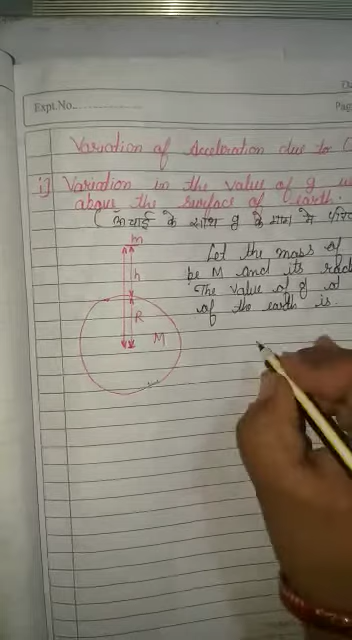 Expt.No.
Variation of Acceleration due to
i) Variation in the value of g
above the surface of earth.
( ऊंचाई के साथ g के मान में
m
Let the mass of
h
be M and its
The value of g
R
of the earth is.
M